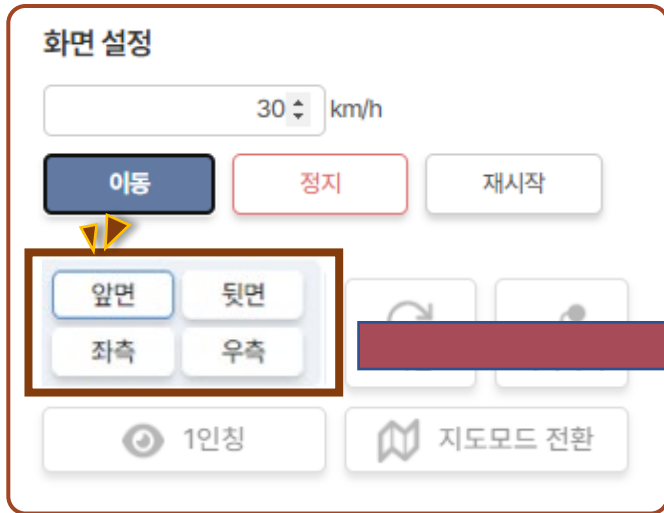 화면 설정
30 km/h
이동 정지 재시작
앞면 뒷면
좌측 우측
1인칭 지도모드 전환